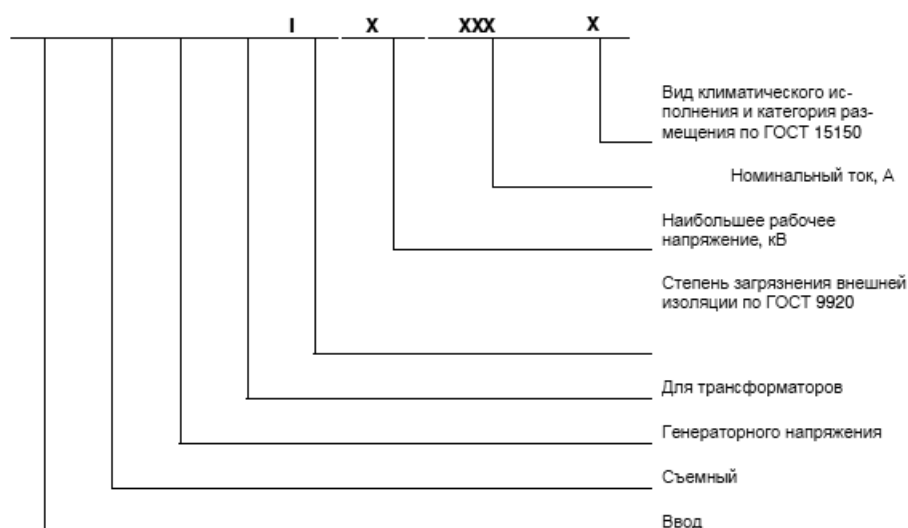 I X XXX X
Вид климатического ис-
полнения и категория раз-
мещения по ГОСТ 15150
Номинальный ток, А
Наибольшее рабочее
напряжение, кВ
Степень загрязнения внешней
изоляции по ГОСТ 9920
Для трансформаторов
Генераторного напряжения
Съемный
Ввод